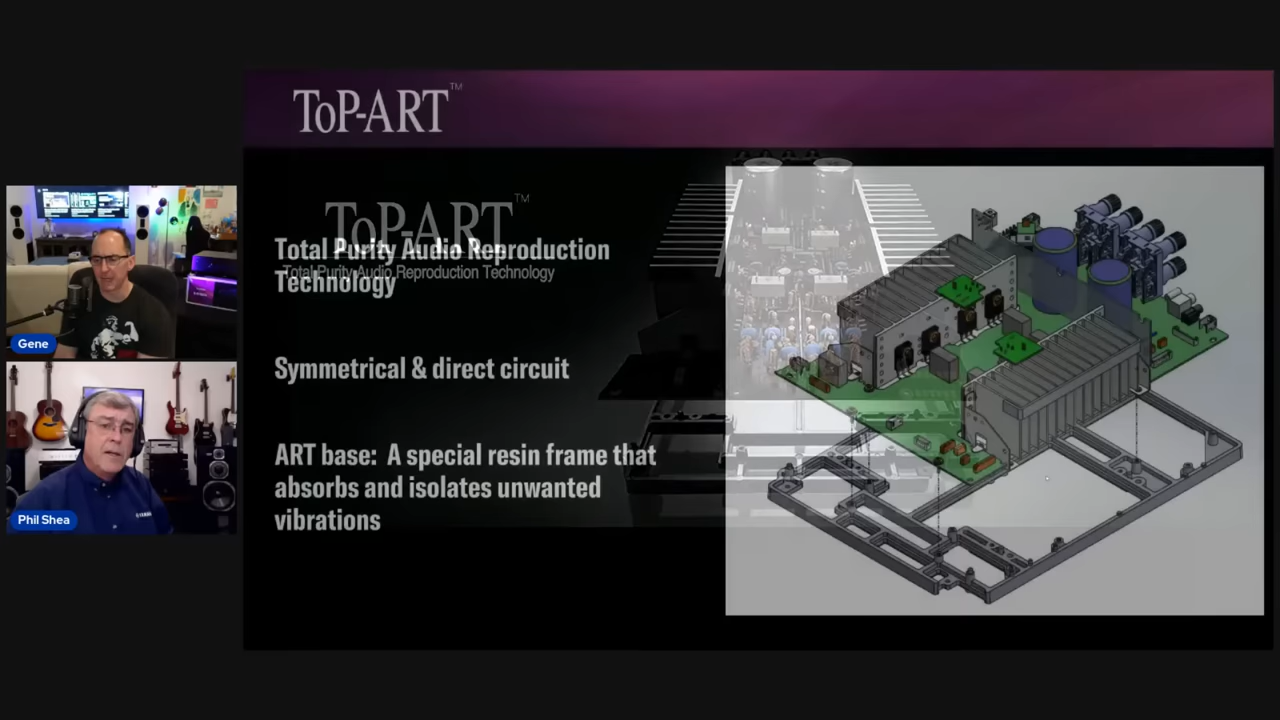 ToP-ART™
ToP-ART™
Total Purity Audio Reproduction
Technology
Total Purity Audio Reproduction Technology
Symmetrical & direct circuit
ART base: A special resin frame that
absorbs and isolates unwanted
vibrations
Gene
Phil Shea